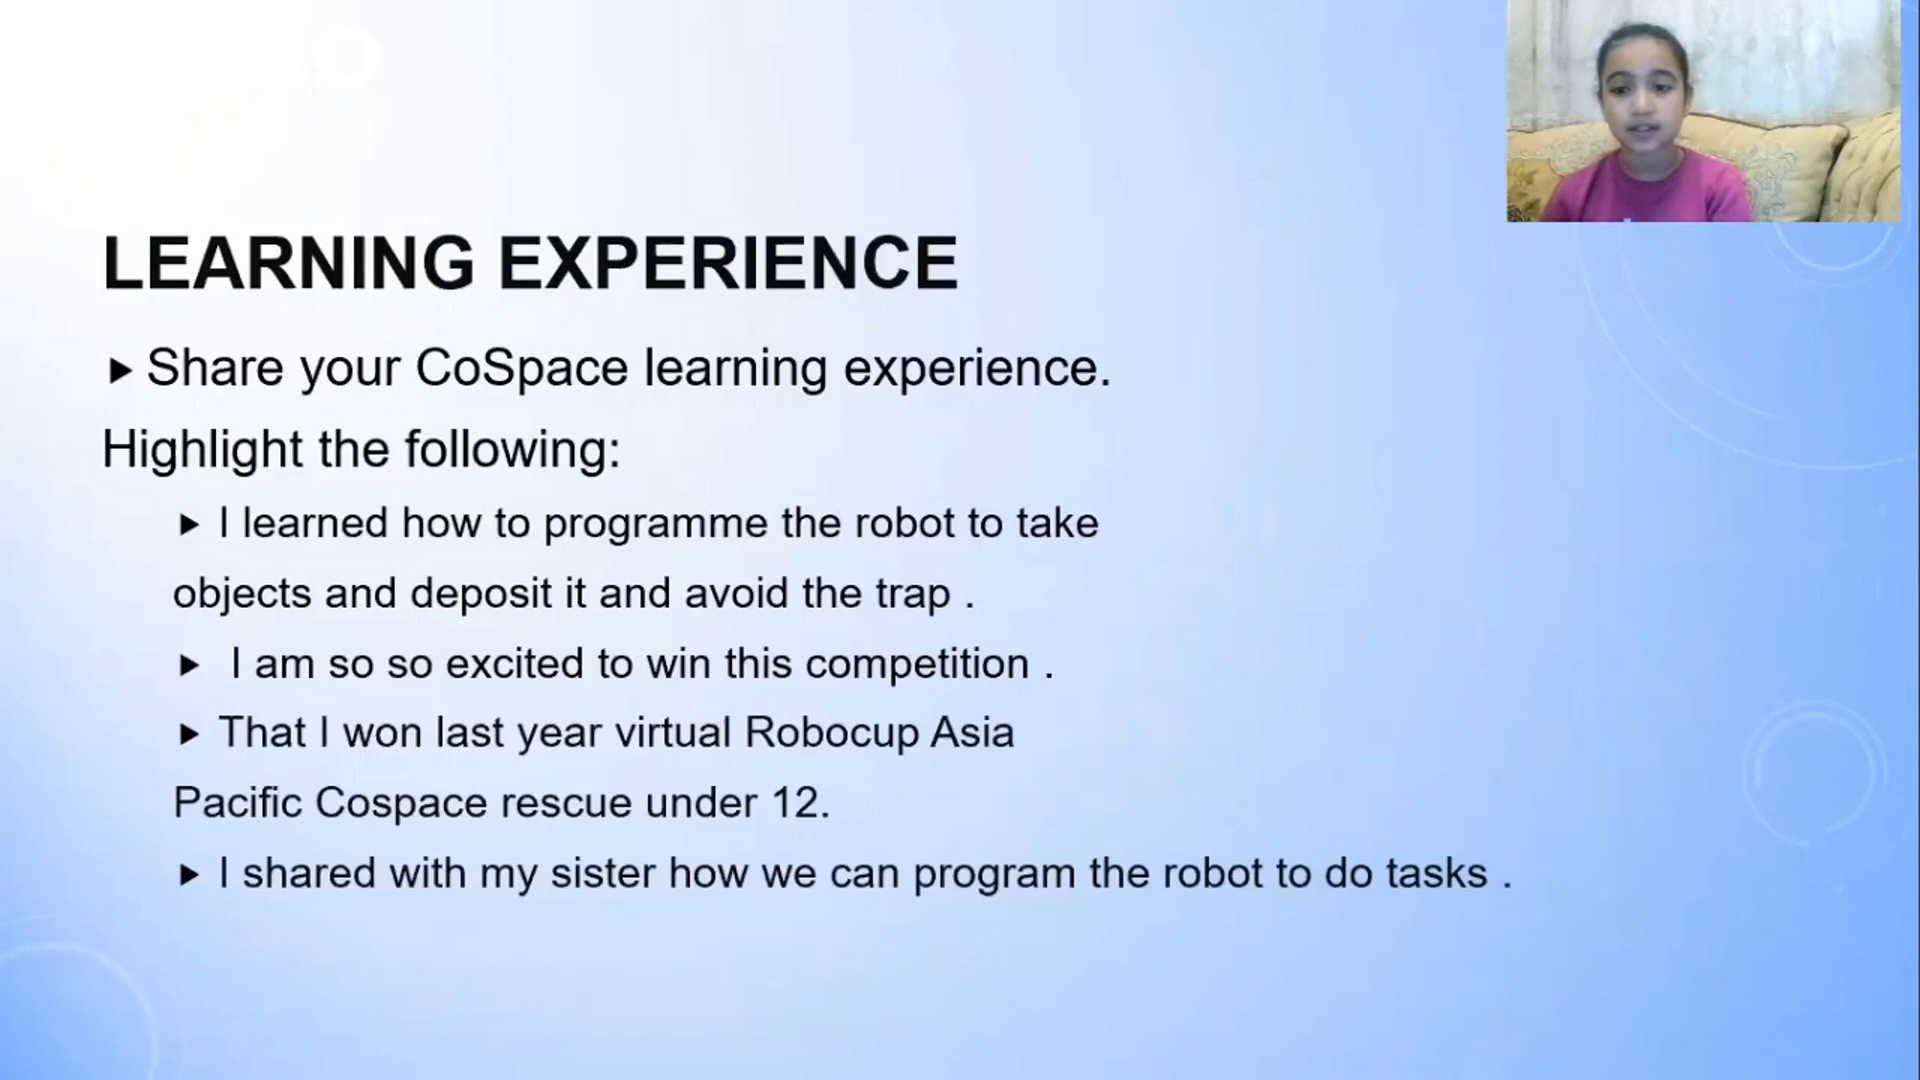 LEARNING EXPERIENCE
Share your CoSpace learning experience.
Highlight the following:
I learned how to programme the robot to take
objects and deposit it and avoid the trap .
I am so so excited to win this competition .
That I won last year virtual Robocup Asia
Pacific Cospace rescue under 12.
I shared with my sister how we can program the robot to do tasks .